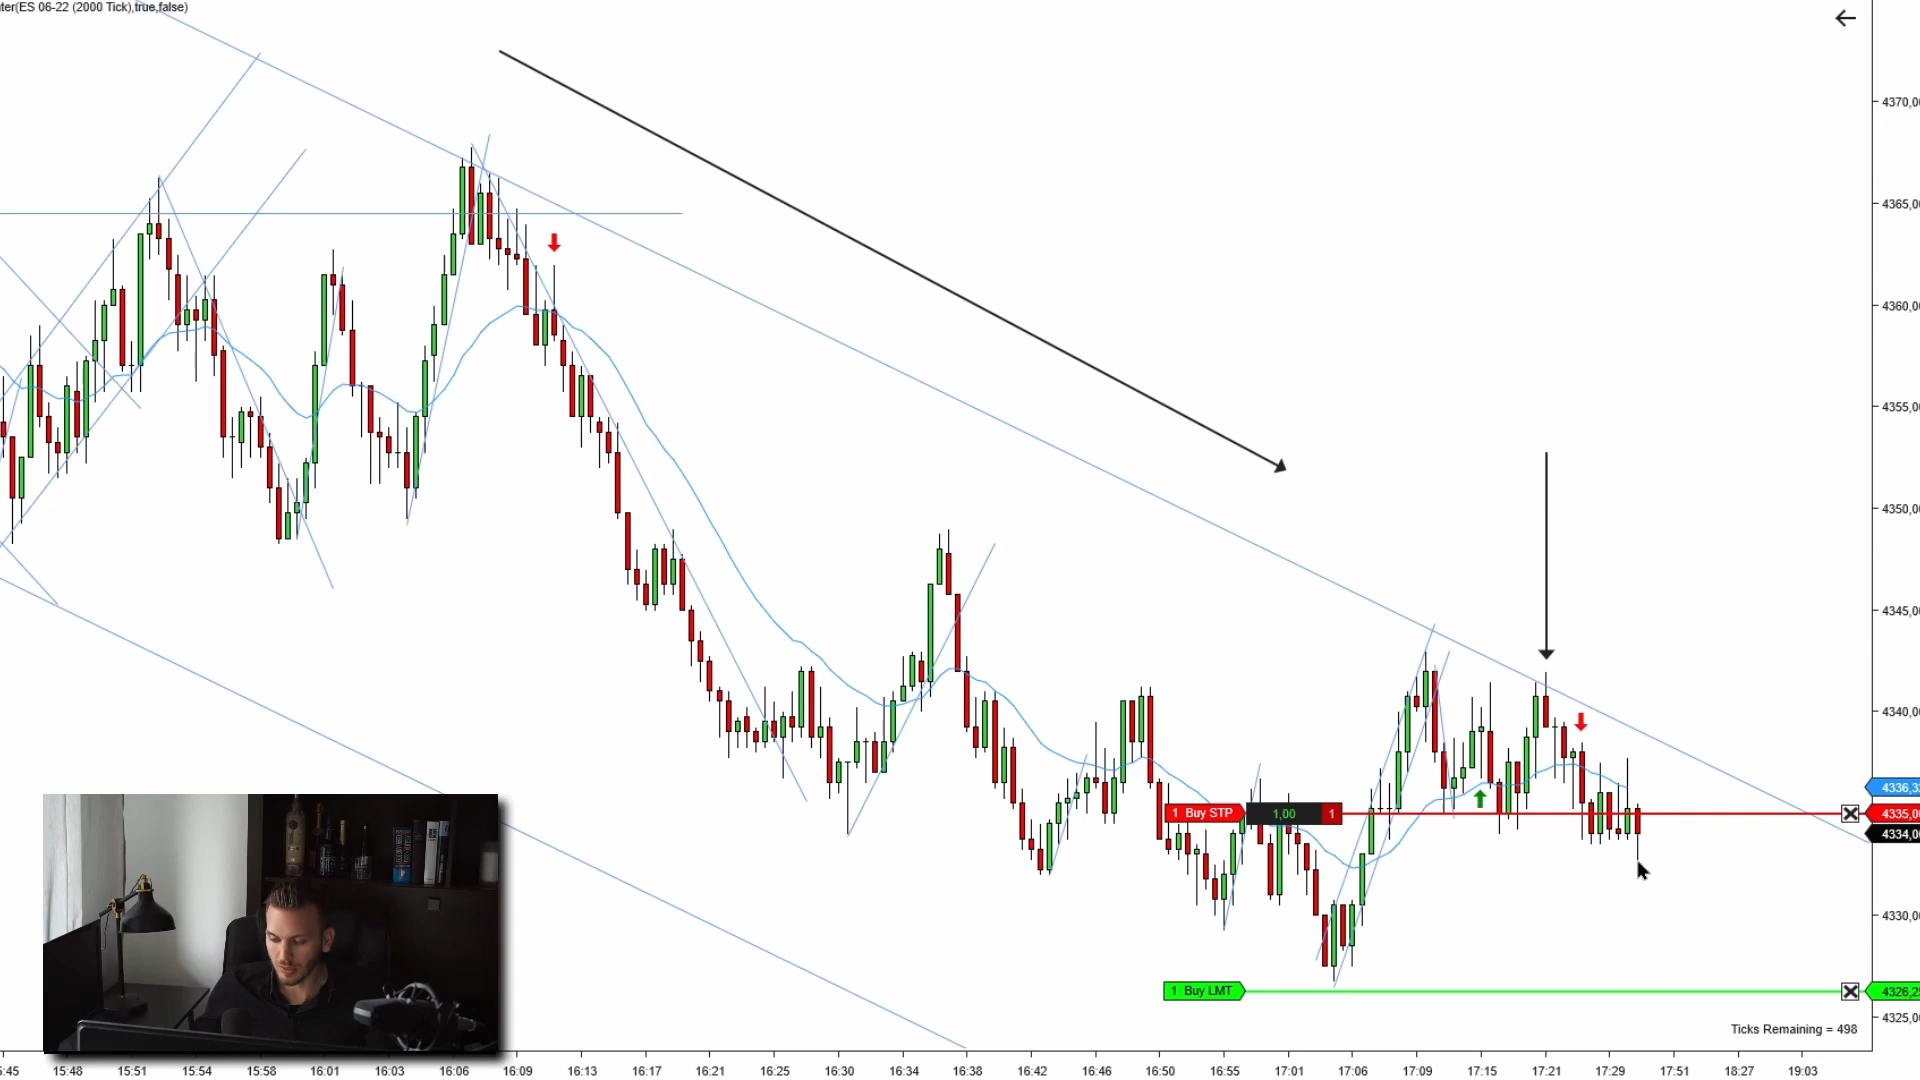 ter(ES 06-22 (2000 Tick),true,false)
4370,0
4365,0
4360,0
4355,0
4350,0
4345,0
4340,0
4336,3
1 Buy STP 1,00 1 4335,0
4334,0
4330,0
1 Buy LMT 4326,25
4325,0
Ticks Remaining = 498
:45 15:48 15:51 15:54 15:58 16:01 16:03 16:06 16:09 16:13 16:17 16:21 16:25 16:30 16:34 16:38 16:42 16:46 16:50 16:55 17:01 17:06 17:09 17:15 17:21 17:29 17:51 18:27 19:03